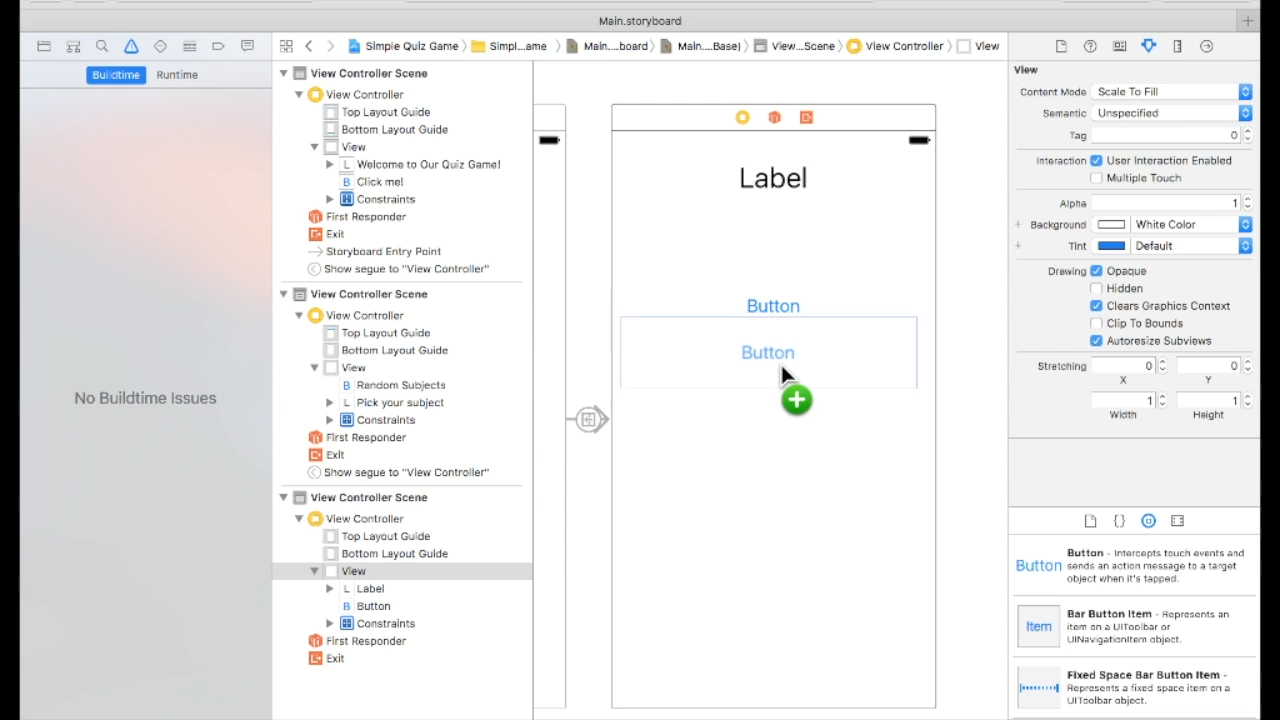 Main.storyboard
Simple Quiz Game
Simpl...ame
Main....board
Main....Base)
View...Scene
View Controller
View
Buildtime
Runtime
No Buildtime Issues
View Controller Scene
View Controller
Top Layout Guide
Bottom Layout Guide
View
L Welcome to Our Quiz Game!
B Click me!
Constraints
First Responder
Exit
Storyboard Entry Point
Show segue to "View Controller"
View Controller Scene
View Controller
Top Layout Guide
Bottom Layout Guide
View
B Random Subjects
L Pick your subject
Constraints
First Responder
Exit
Show segue to "View Controller"
View Controller Scene
View Controller
Top Layout Guide
Bottom Layout Guide
View
L Label
B Button
Constraints
First Responder
Exit
Label
Button
Button
View
Content Mode Scale To Fill
Semantic Unspecified
Tag 0
Interaction User Interaction Enabled
Multiple Touch
Alpha 1
Background White Color
Tint Default
Drawing Opaque
Hidden
Clears Graphics Context
Clip To Bounds
Autoresize Subviews
Stretching 0 0
X Y
1 1
Width Height
Button
Button - Intercepts touch events and
sends an action message to a target
object when it's tapped.
Item
Bar Button Item - Represents an
item on a UIToolbar or
UINavigationItem object.
Fixed Space Bar Button Item -
Represents a fixed space item on a
UIToolbar object.